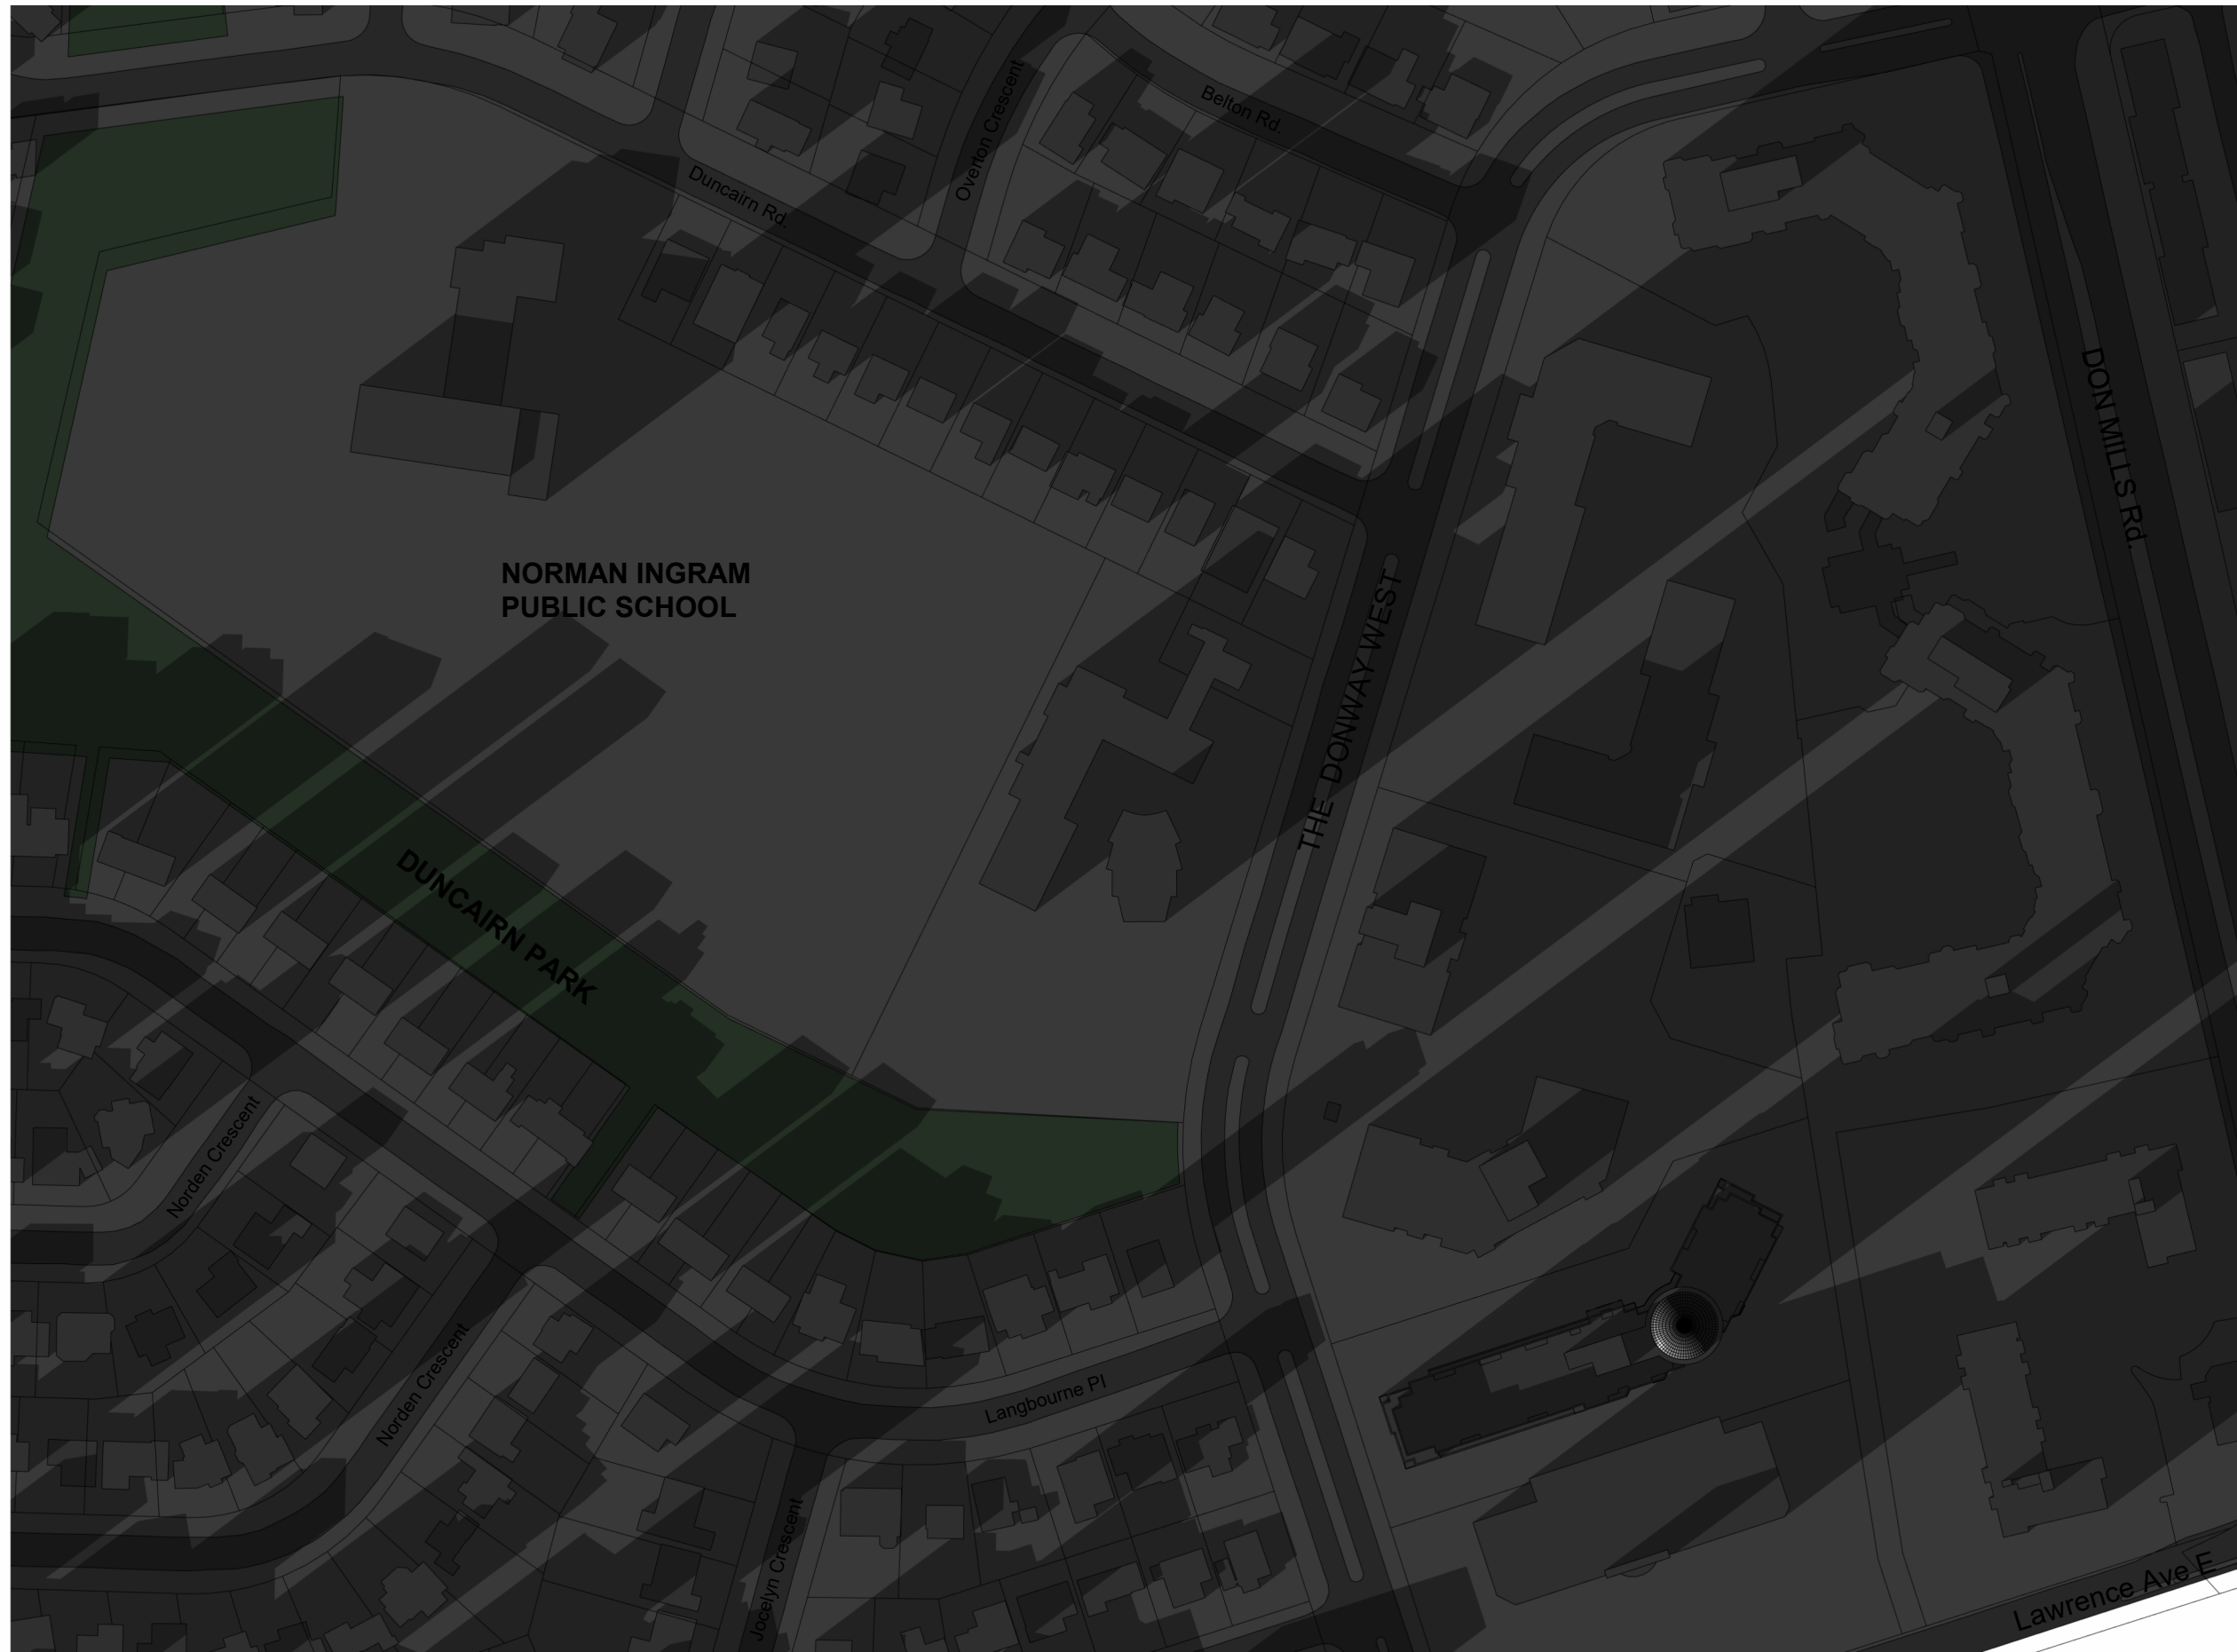 Belton Rd.
Overton Crescent
Duncairn Rd.
DON MILLS Rd.
NORMAN INGRAM
PUBLIC SCHOOL
THE DONWAY WEST
DUNCAIRN PARK
Norden Crescent
Norden Crescent
Langbourne Pl
Jocelyn Crescent
Lawrence Ave E